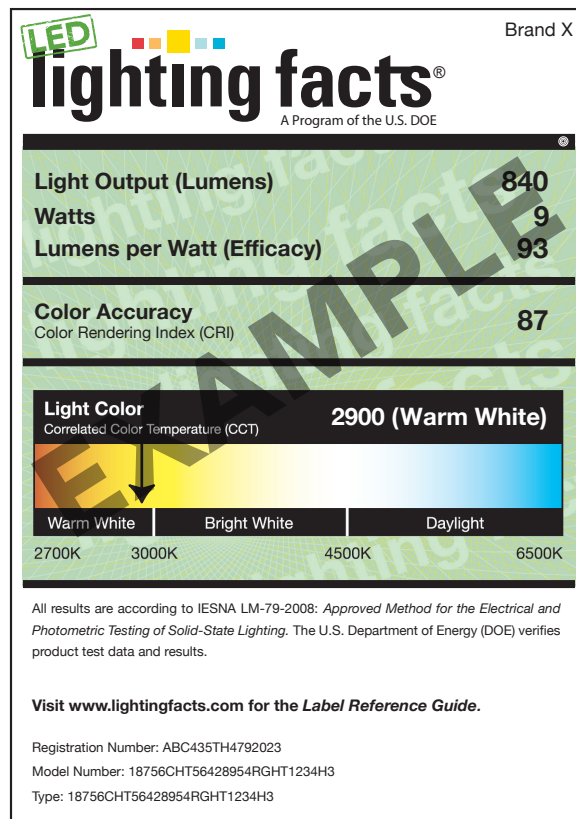 Brand X
LED
lighting facts®
A Program of the U.S. DOE
Light Output (Lumens) 840
Watts 9
Lumens per Watt (Efficacy) 93
Color Accuracy
Color Rendering Index (CRI) 87
Light Color
Correlated Color Temperature (CCT) 2900 (Warm White)
Warm White Bright White Daylight
2700K 3000K 4500K 6500K
EXAMPLE
All results are according to IESNA LM-79-2008: Approved Method for the Electrical and
Photometric Testing of Solid-State Lighting. The U.S. Department of Energy (DOE) verifies
product test data and results.
Visit www.lightingfacts.com for the Label Reference Guide.
Registration Number: ABC435TH4792023
Model Number: 18756CHT56428954RGHT1234H3
Type: 18756CHT56428954RGHT1234H3